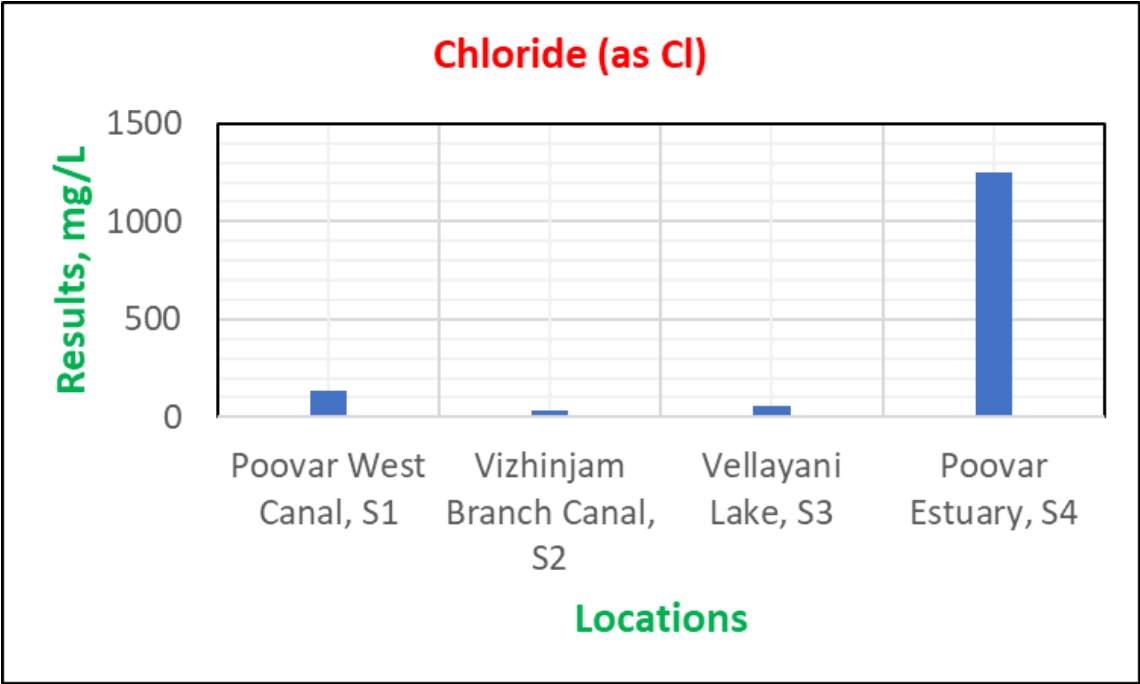 Chloride (as Cl)
Results, mg/L
1500
1000
500
0
Poovar West
Canal, S1
Vizhinjam
Branch Canal,
S2
Vellayani
Lake, S3
Poovar
Estuary, S4
Locations